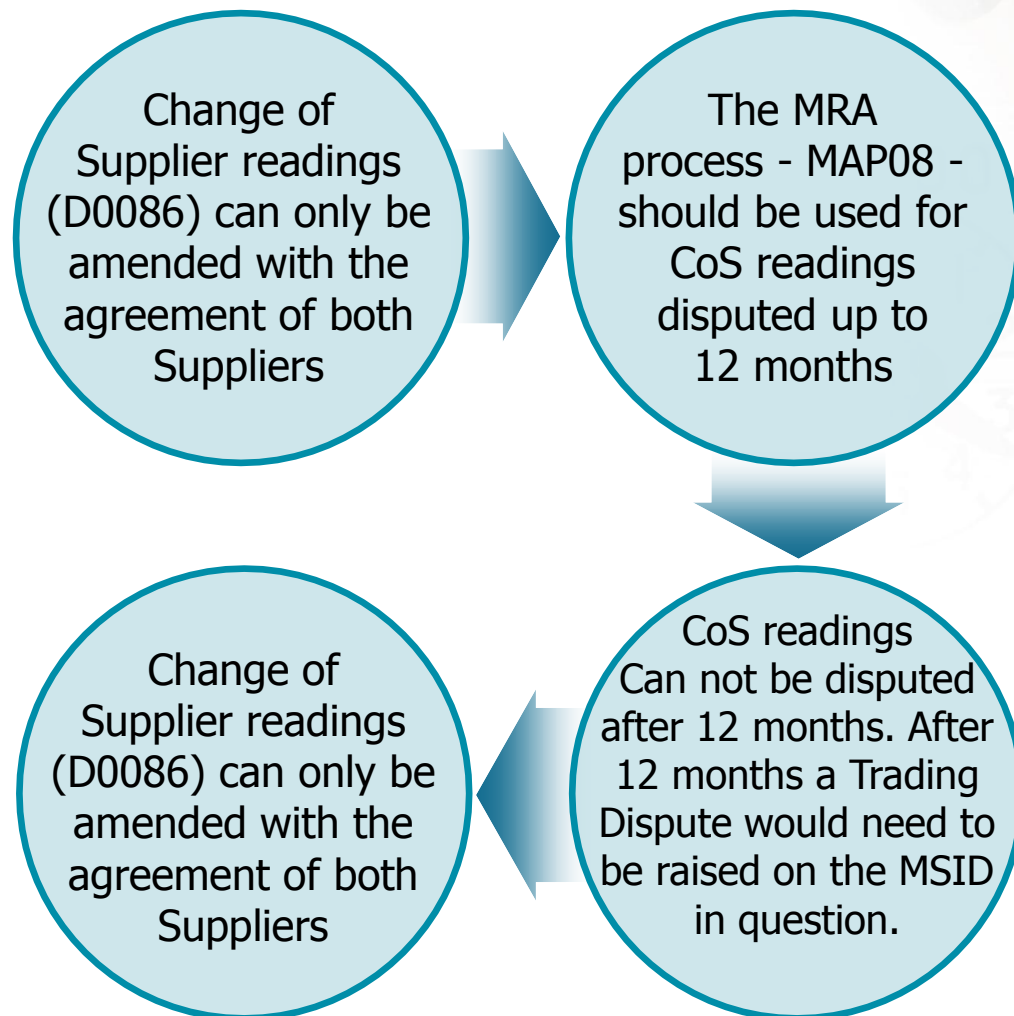 Change of
Supplier readings
(D0086) can only be
amended with the
agreement of both
Suppliers
The MRA
process - MAP08 -
should be used for
CoS readings
disputed up to
12 months
CoS readings
Can not be disputed
after 12 months. After
12 months a Trading
Dispute would need to
be raised on the MSID
in question.
Change of
Supplier readings
(D0086) can only be
amended with the
agreement of both
Suppliers
3
4